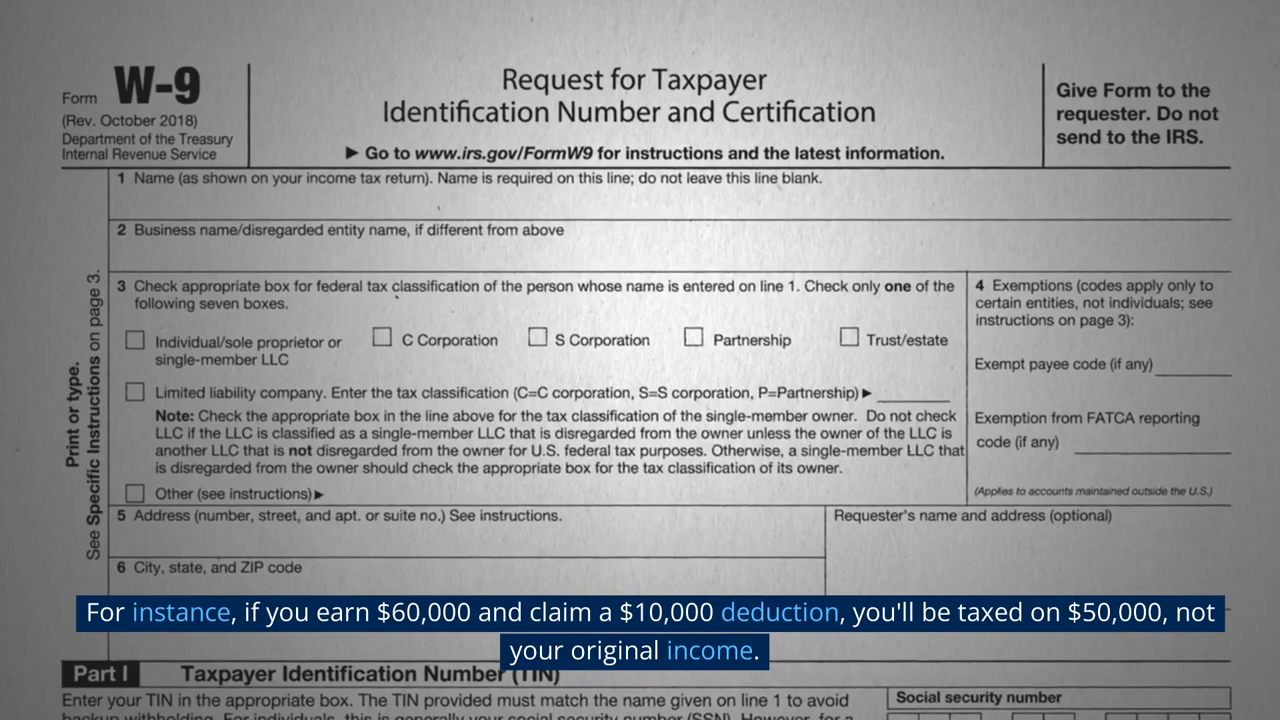 Form W-9
(Rev. October 2018)
Department of the Treasury
Internal Revenue Service
Request for Taxpayer
Identification Number and Certification
▶ Go to www.irs.gov/FormW9 for instructions and the latest information.
Give Form to the
requester. Do not
send to the IRS.
Print or type.
See Specific Instructions on page 3.
1 Name (as shown on your income tax return). Name is required on this line; do not leave this line blank.
2 Business name/disregarded entity name, if different from above
3 Check appropriate box for federal tax classification of the person whose name is entered on line 1. Check only one of the
following seven boxes.
Individual/sole proprietor or
single-member LLC
C Corporation
S Corporation
Partnership
Trust/estate
Limited liability company. Enter the tax classification (C=C corporation, S=S corporation, P=Partnership) ▶
Note: Check the appropriate box in the line above for the tax classification of the single-member owner. Do not check
LLC if the LLC is classified as a single-member LLC that is disregarded from the owner unless the owner of the LLC is
another LLC that is not disregarded from the owner for U.S. federal tax purposes. Otherwise, a single-member LLC that
is disregarded from the owner should check the appropriate box for the tax classification of its owner.
Other (see instructions) ▶
4 Exemptions (codes apply only to
certain entities, not individuals; see
instructions on page 3):
Exempt payee code (if any)
Exemption from FATCA reporting
code (if any)
(Applies to accounts maintained outside the U.S.)
5 Address (number, street, and apt. or suite no.) See instructions.
Requester's name and address (optional)
6 City, state, and ZIP code
For instance, if you earn $60,000 and claim a $10,000 deduction, you'll be taxed on $50,000, not
your original income.
Part I Taxpayer Identification Number (TIN)
Enter your TIN in the appropriate box. The TIN provided must match the name given on line 1 to avoid
backup withholding. For individuals, this is generally your social security number (SSN). However, for a
Social security number